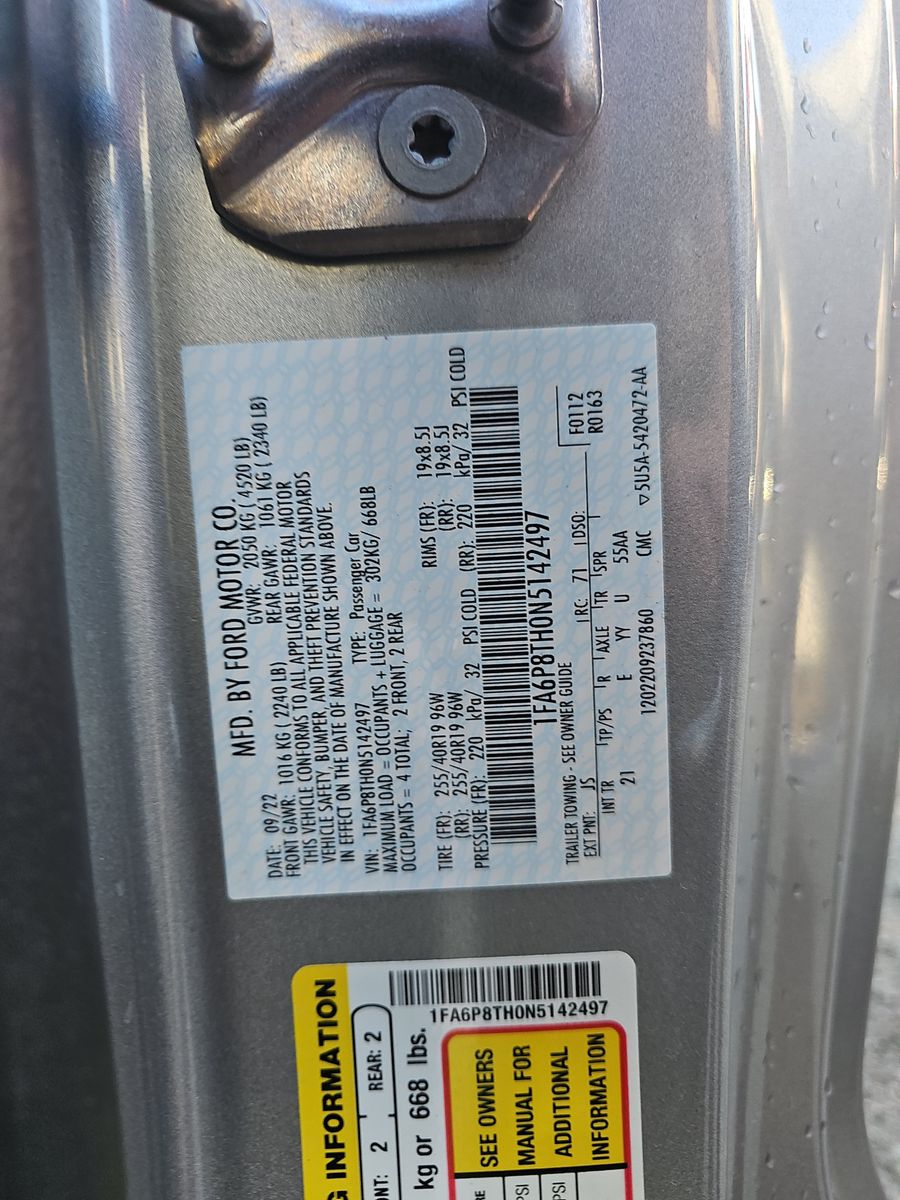 MFD. BY FORD MOTOR CO.
DATE: 09/22 GVWR: 2050 KG ( 4520 LB)
FRONT GAWR: 1016 KG ( 2240 LB) REAR GAWR: 1061 KG ( 2340 LB)
THIS VEHICLE CONFORMS TO ALL APPLICABLE FEDERAL MOTOR
VEHICLE SAFETY, BUMPER, AND THEFT PREVENTION STANDARDS
IN EFFECT ON THE DATE OF MANUFACTURE SHOWN ABOVE.
VIN: 1FA6P8TH0N5142497 TYPE: Passenger Car
MAXIMUM LOAD = OCCUPANTS + LUGGAGE = 302KG/ 668LB
OCCUPANTS = 4 TOTAL; 2 FRONT, 2 REAR
TIRE (FR): 255/40R19 96W RIMS (FR): 19x8.5J
(RR): 255/40R19 96W (RR): 19x8.5J
PRESSURE (FR): 220 kPa/ 32 PSI COLD (RR): 220 kPa/ 32 PSI COLD
1FA6P8TH0N5142497
TRAILER TOWING - SEE OWNER GUIDE
F0112
EXT PNT: JS RC: 71 DSO: R0163
INT TR TP/PS R AXLE TR SPR
21 E YY U 55AA
1202209237860 CMC ▽5U5A-5420472-AA
G INFORMATION
ONT: 2 REAR: 2
kg or 668 lbs.
1FA6P8TH0N5142497
SEE OWNERS
MANUAL FOR
ADDITIONAL
INFORMATION
RE
PSI
PSI